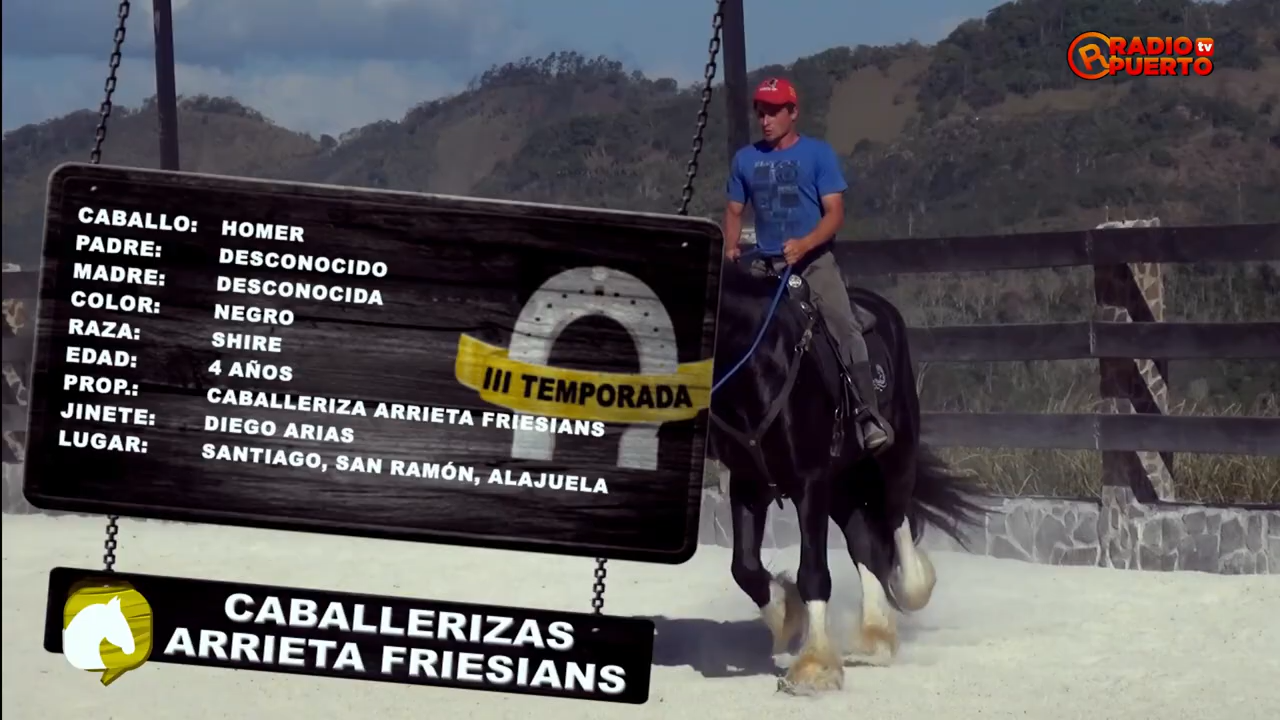 RADIO tv
PUERTO
CABALLO: HOMER
PADRE: DESCONOCIDO
MADRE: DESCONOCIDA
COLOR: NEGRO
RAZA: SHIRE
EDAD: 4 AÑOS
PROP.: CABALLERIZA ARRIETA FRIESIANS
JINETE: DIEGO ARIAS
LUGAR: SANTIAGO, SAN RAMÓN, ALAJUELA
III TEMPORADA
CABALLERIZAS
ARRIETA FRIESIANS